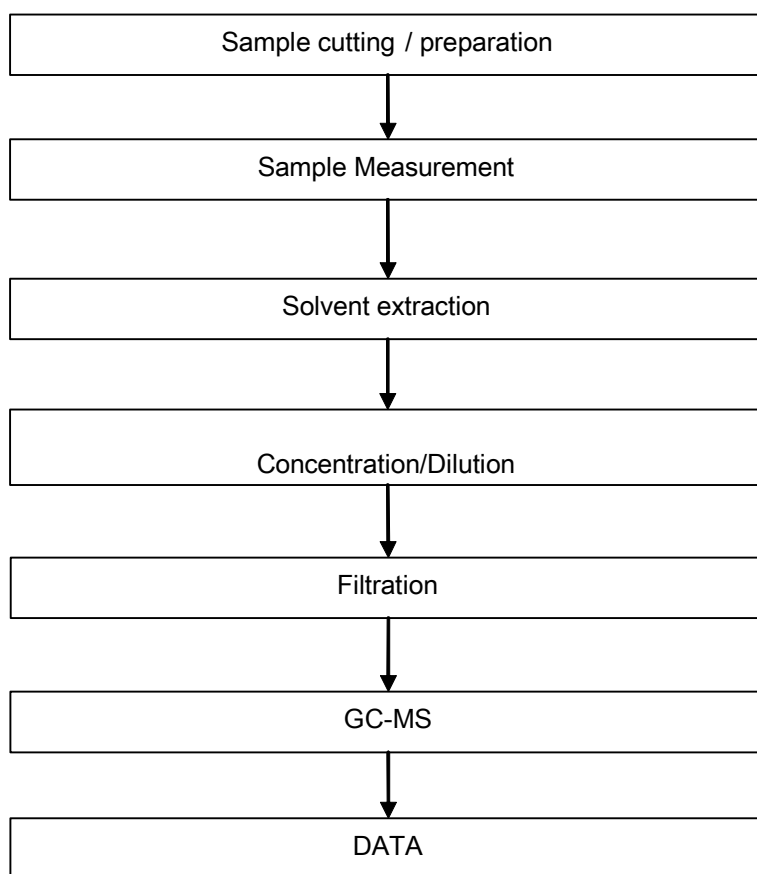 Sample cutting / preparation
Sample Measurement
Solvent extraction
Concentration/Dilution
Filtration
GC-MS
DATA